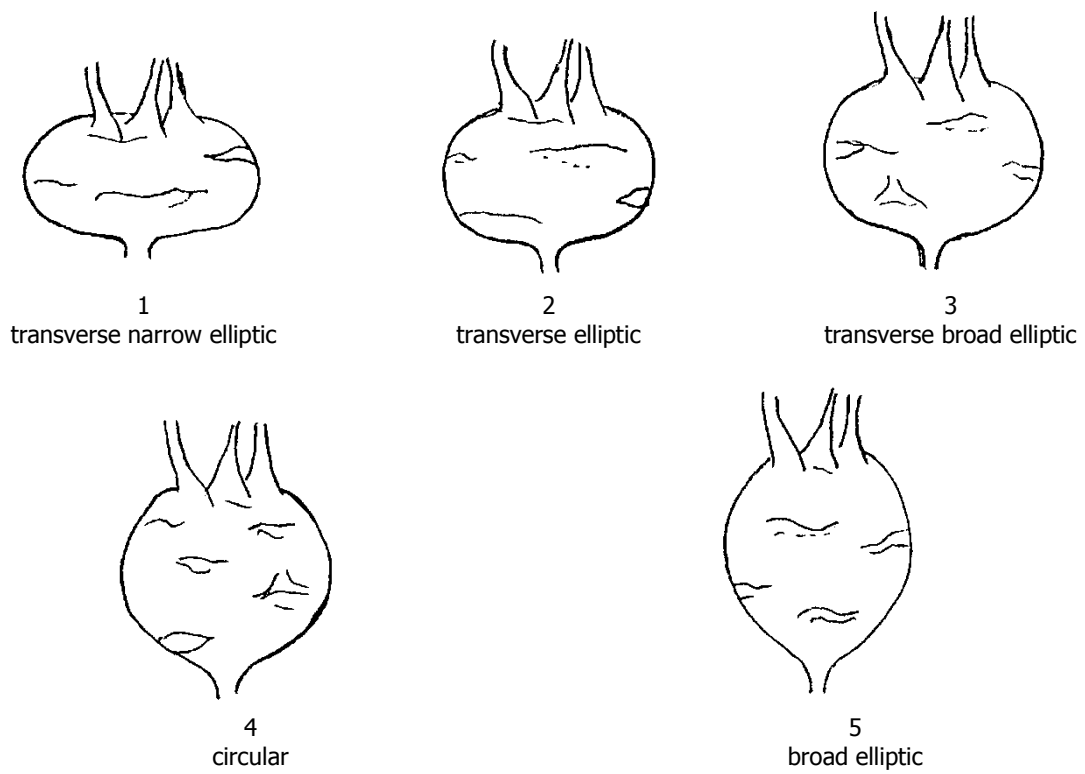 1
transverse narrow elliptic
2
transverse elliptic
3
transverse broad elliptic
4
circular
5
broad elliptic